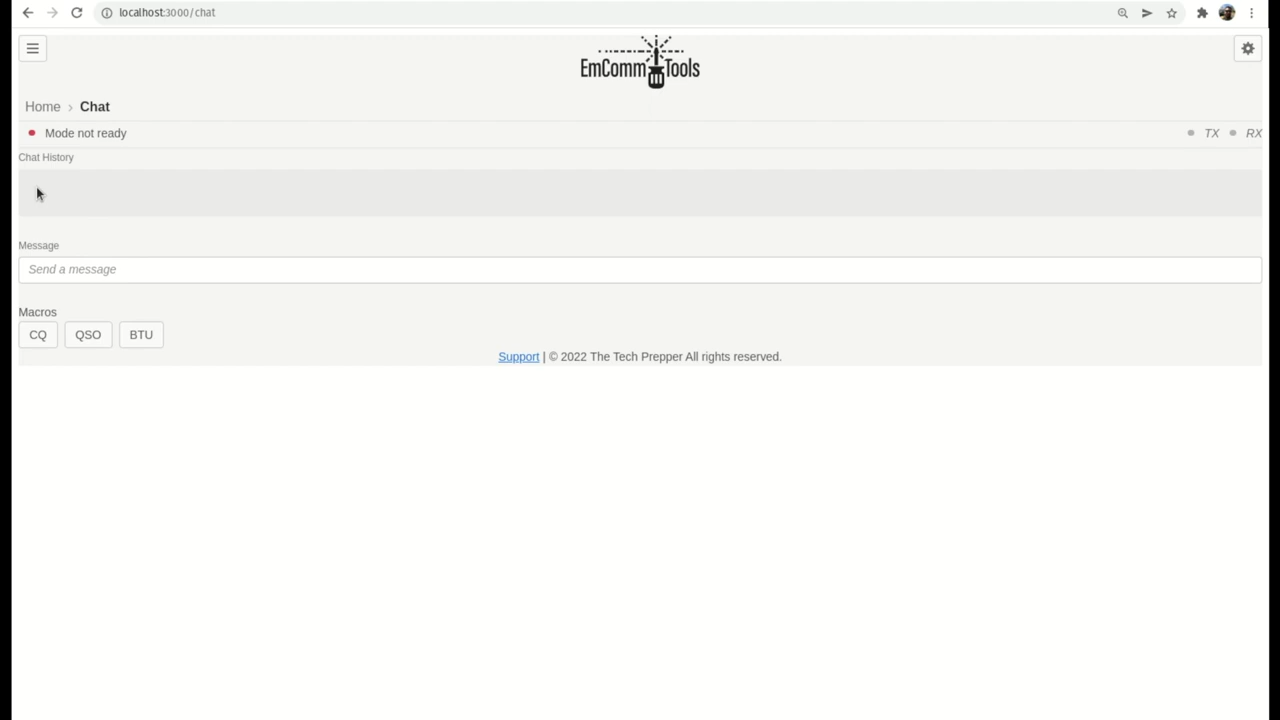 localhost:3000/chat
EmComm Tools
Home › Chat
Mode not ready
TX RX
Chat History
Message
Send a message
Macros
CQ QSO BTU
Support | © 2022 The Tech Prepper All rights reserved.